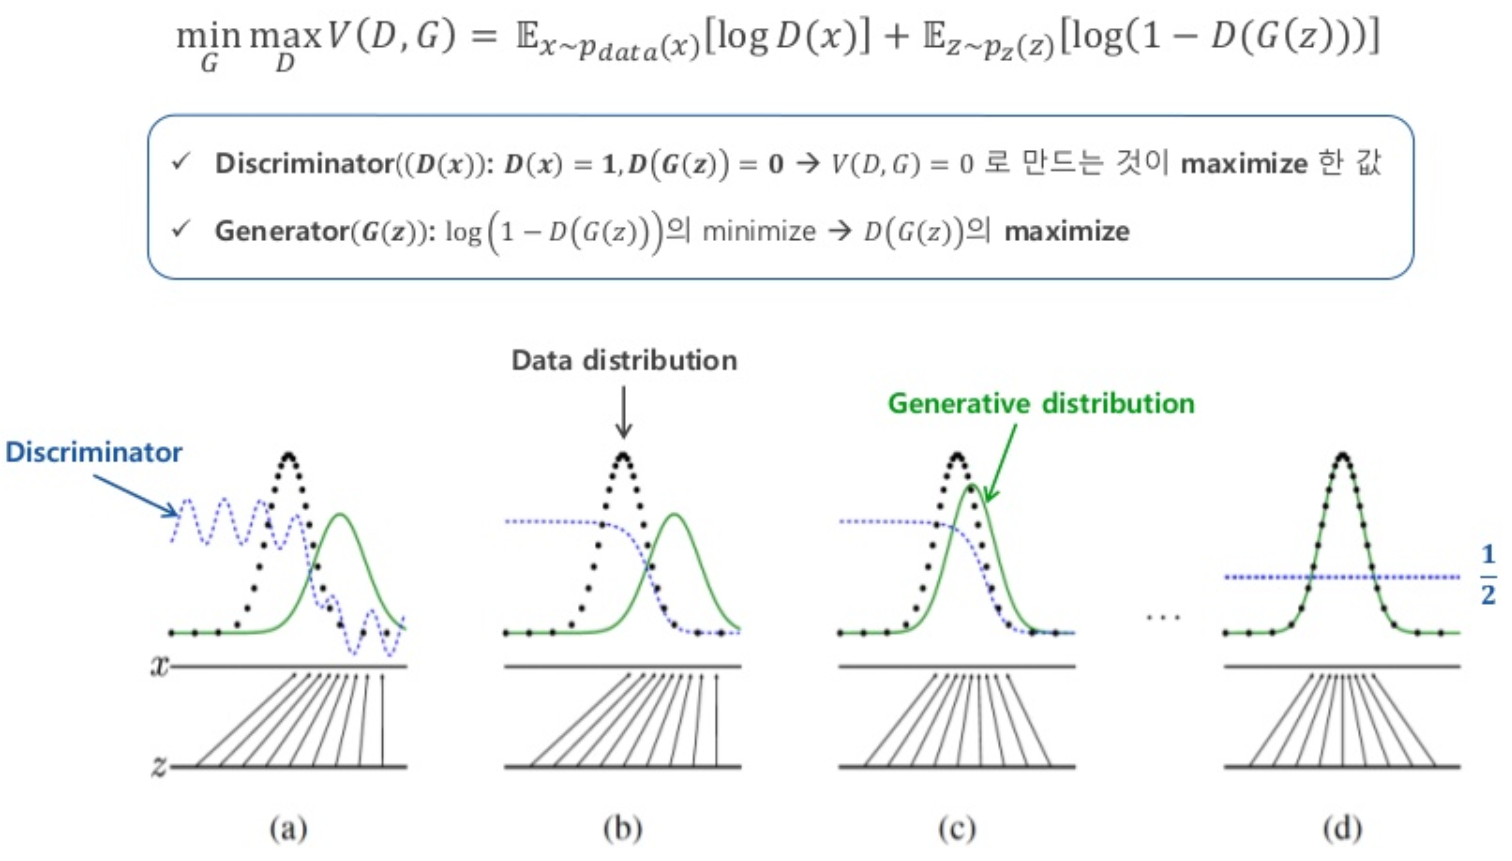 min max V(D, G) = 𝔼x~pdata(x)[log D(x)] + 𝔼z~pz(z)[log(1 − D(G(z)))]
G D
✓ Discriminator((D(x)): D(x) = 1, D(G(z)) = 0 → V(D, G) = 0 로 만드는 것이 maximize 한 값
✓ Generator(G(z)): log(1 − D(G(z)))의 minimize → D(G(z))의 maximize
Data distribution
Generative distribution
Discriminator
1
2
...
x
z
(a) (b) (c) (d)